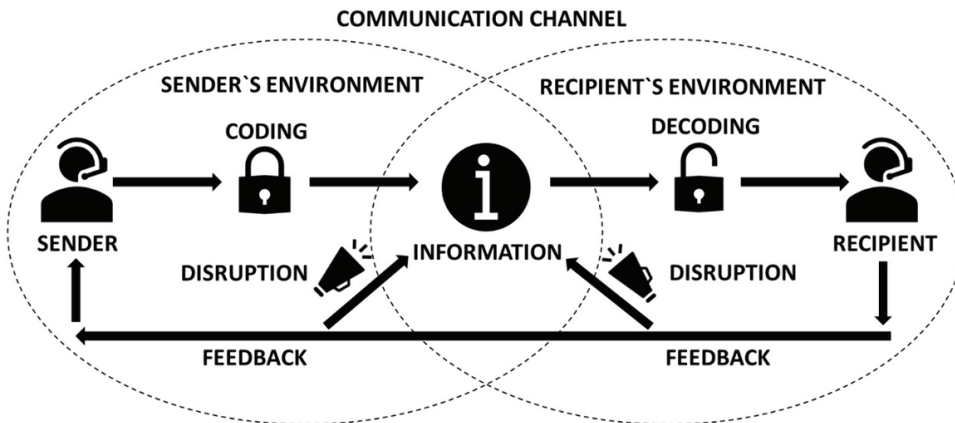 COMMUNICATION CHANNEL
SENDER`S ENVIRONMENT
RECIPIENT`S ENVIRONMENT
CODING
DECODING
SENDER
INFORMATION
RECIPIENT
DISRUPTION
DISRUPTION
FEEDBACK
FEEDBACK